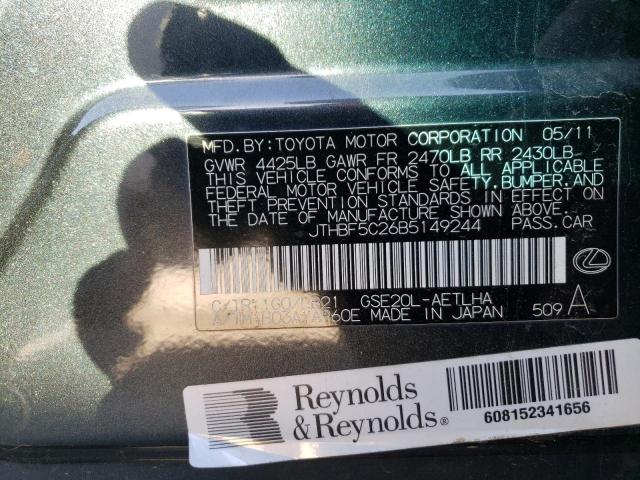 MFD. BY: TOYOTA MOTOR CORPORATION 05/11
GVWR 4425LB GAWR FR 2470LB RR 2430LB
THIS VEHICLE CONFORMS TO ALL APPLICABLE
FEDERAL MOTOR VEHICLE SAFETY, BUMPER, AND
THEFT PREVENTION STANDARDS IN EFFECT ON
THE DATE OF MANUFACTURE SHOWN ABOVE.
JTHBF5C26B5149244 PASS. CAR
C/TR: 1G0/ GSE20L-AETLHA
MADE IN JAPAN 509 A
Reynolds
& Reynolds®
608152341656